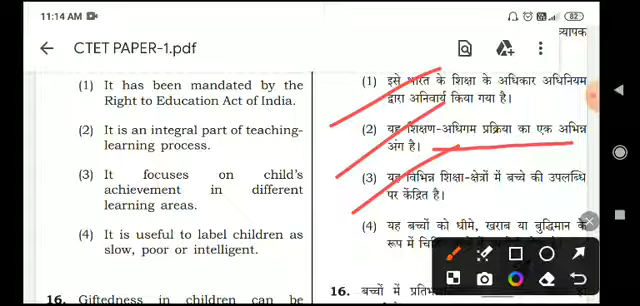 11:14 AM
82
CTET PAPER-1.pdf
(1) It has been mandated by the
Right to Education Act of India.
(2) It is an integral part of teaching-
learning process.
(3) It focuses on child's
achievement in different
learning areas.
(4) It is useful to label children as
slow, poor or intelligent.
16. Giftedness in children can be
व्यापक
(1) इसे भारत के शिक्षा के अधिकार अधिनियम
द्वारा अनिवार्य किया गया है।
(2) यह शिक्षण-अधिगम प्रक्रिया का एक अभिन्न
अंग है।
(3) यह विभिन्न शिक्षा-क्षेत्रों में बच्चे की उपलब्धि
पर केंद्रित है।
(4) यह बच्चों को धीमे, खराब या बुद्धिमान के
रूप में
16. बच्चों में